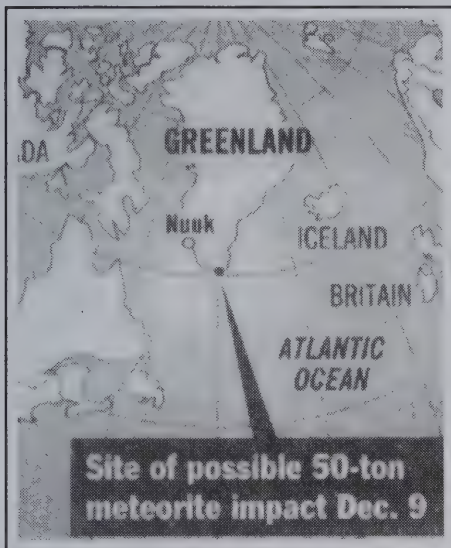 .DA
GREENLAND
Nuuk
ICELAND
BRITAIN
ATLANTIC
OCEAN
Site of possible 50-ton
meteorite impact Dec. 9